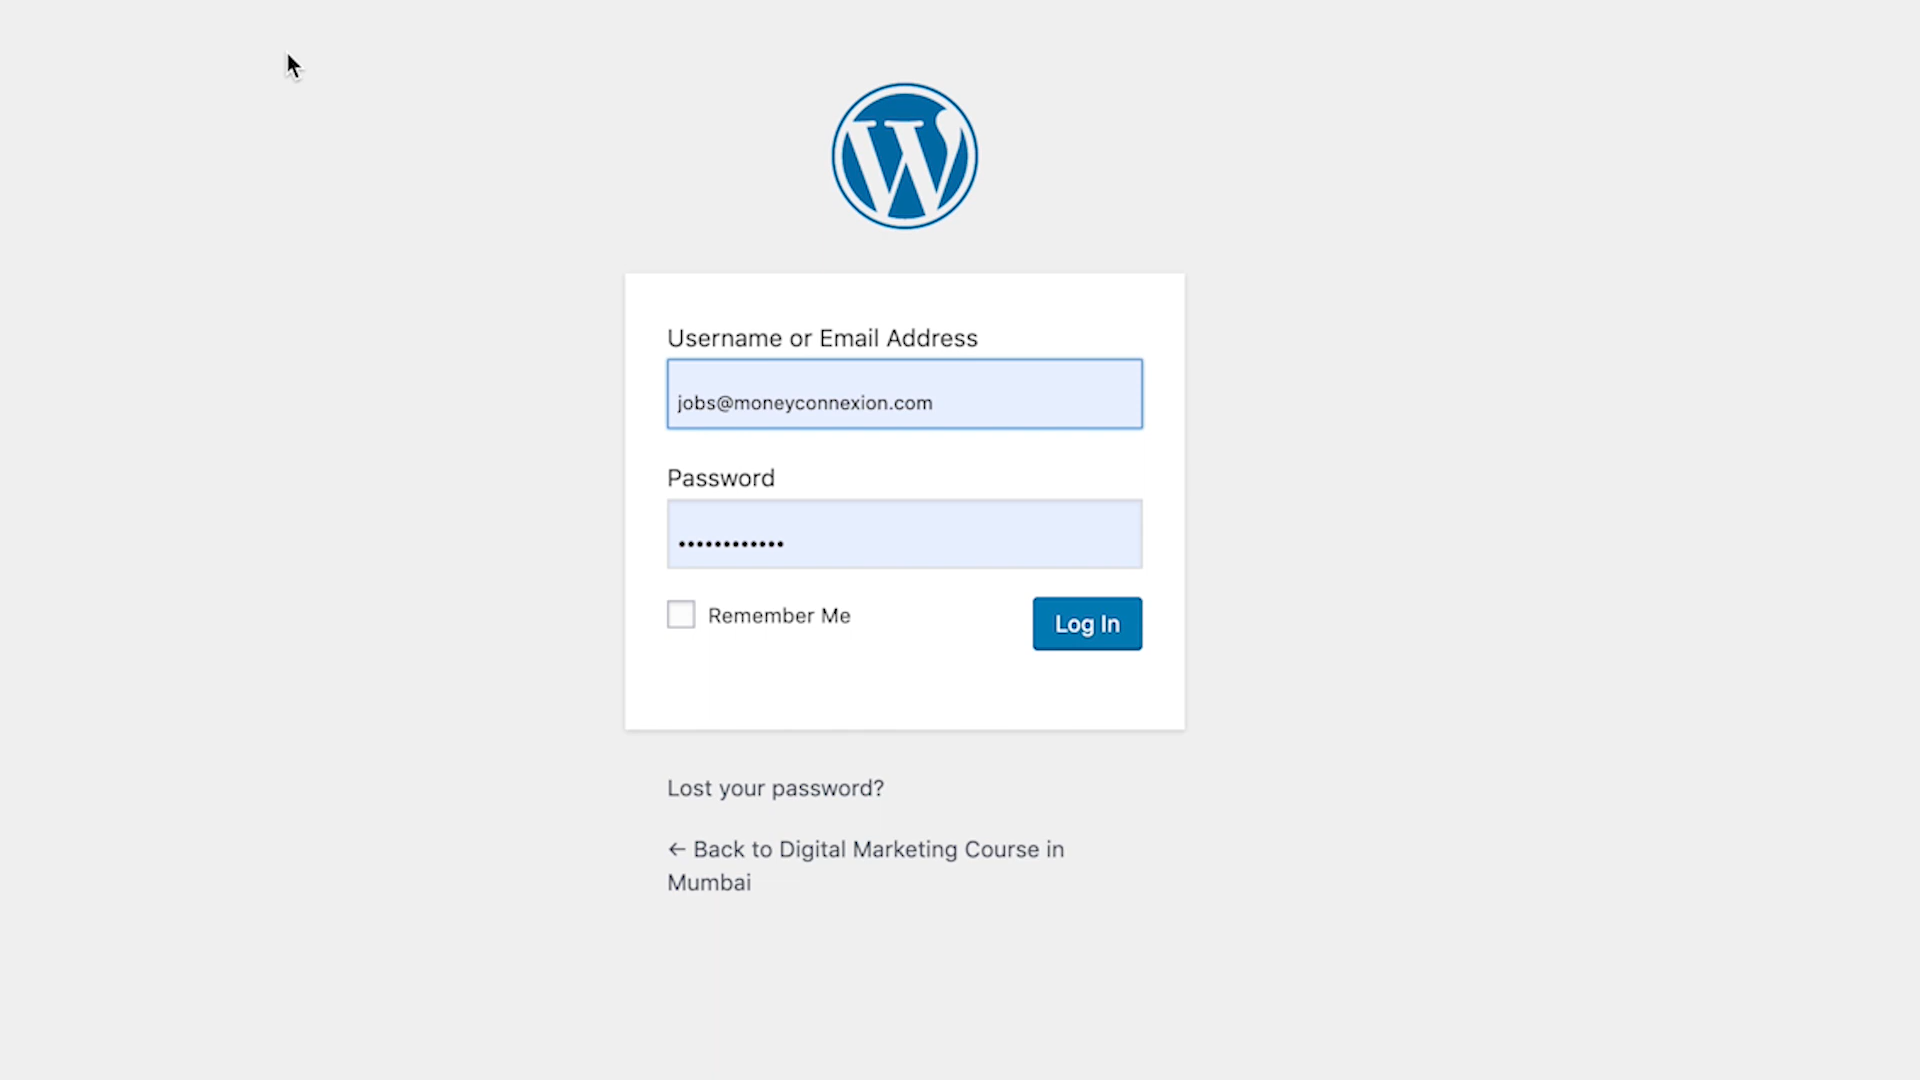 Username or Email Address
jobs@moneyconnexion.com
Password
••••••••••••
Remember Me
Log In
Lost your password?
← Back to Digital Marketing Course in
Mumbai